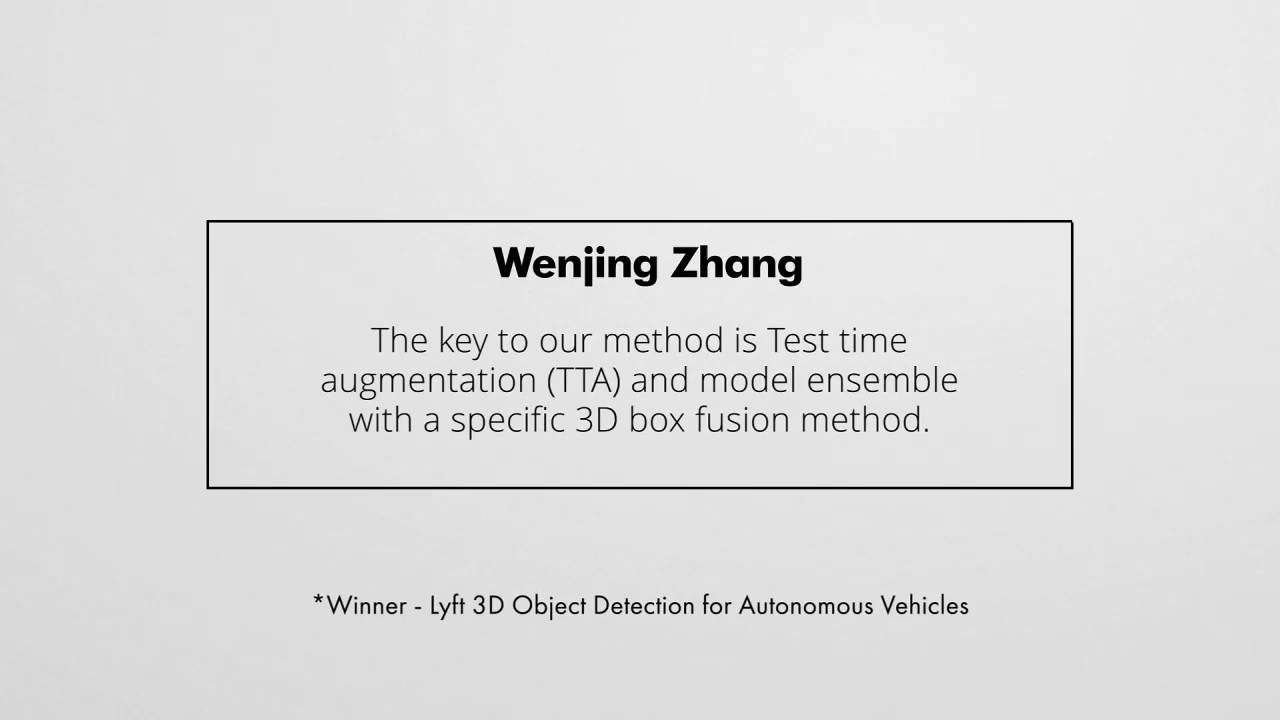 Wenjing Zhang
The key to our method is Test time
augmentation (TTA) and model ensemble
with a specific 3D box fusion method.
*Winner - Lyft 3D Object Detection for Autonomous Vehicles